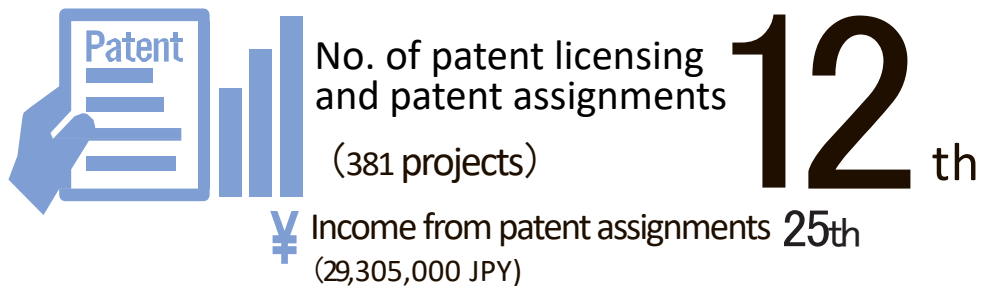 Patent
No. of patent licensing
and patent assignments
12 th
（381 projects）
¥ Income from patent assignments 25th
（29,305,000 JPY)